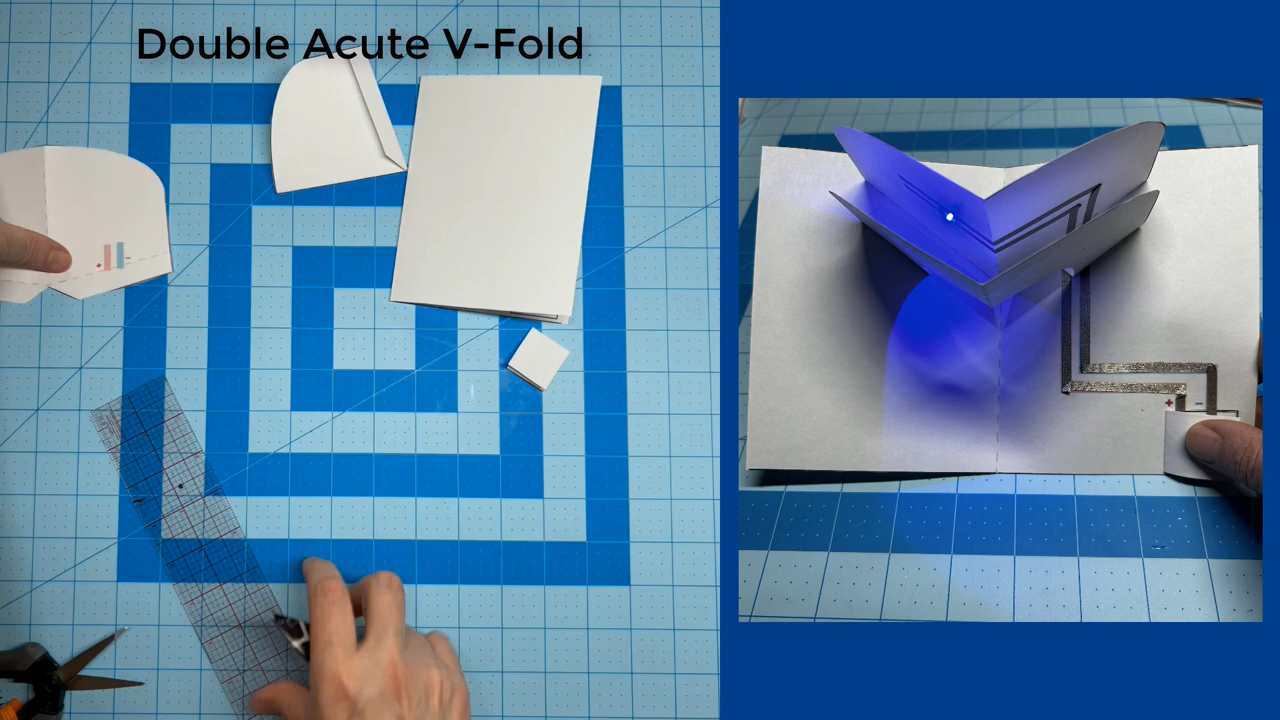 Double Acute V-Fold
+ -
+ -